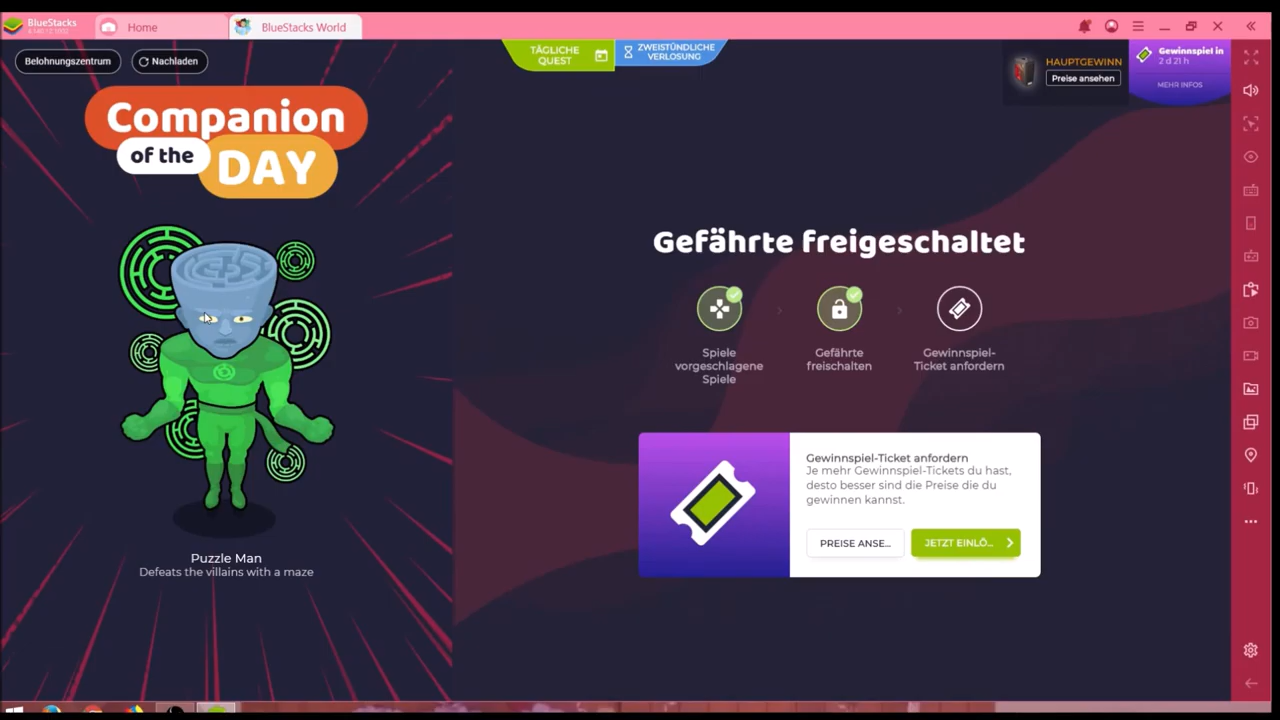 BlueStacks
Home
BlueStacks World
Belohnungszentrum
Nachladen
TÄGLICHE
QUEST
ZWEISTÜNDLICHE
VERLOSUNG
HAUPTGEWINN
Preise ansehen
Gewinnspiel in
2 d 21 h
MEHR INFOS
Companion
of the
DAY
Puzzle Man
Defeats the villains with a maze
Gefährte freigeschaltet
Spiele
vorgeschlagene
Spiele
Gefährte
freischalten
Gewinnspiel-
Ticket anfordern
Gewinnspiel-Ticket anfordern
Je mehr Gewinnspiel-Tickets du hast,
desto besser sind die Preise die du
gewinnen kannst.
PREISE ANSE...
JETZT EINLÖ...